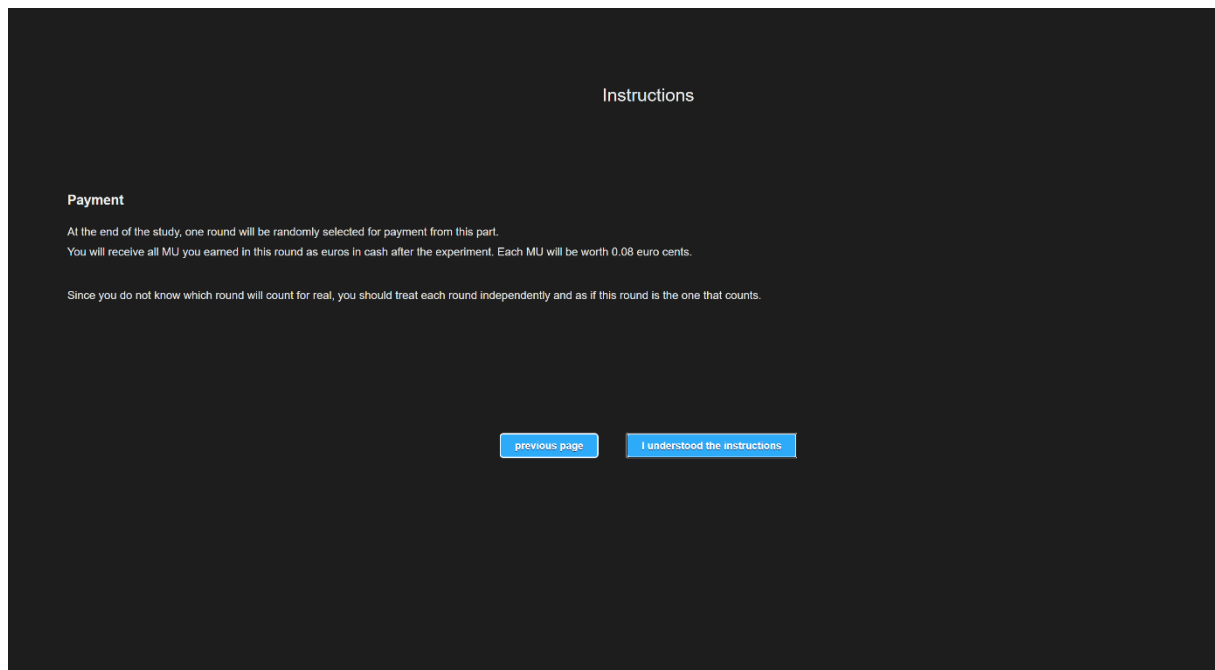 Instructions
Payment
At the end of the study, one round will be randomly selected for payment from this part.
You will receive all MU you earned in this round as euros in cash after the experiment. Each MU will be worth 0.08 euro cents.
Since you do not know which round will count for real, you should treat each round independently and as if this round is the one that counts.
previous page
I understood the instructions